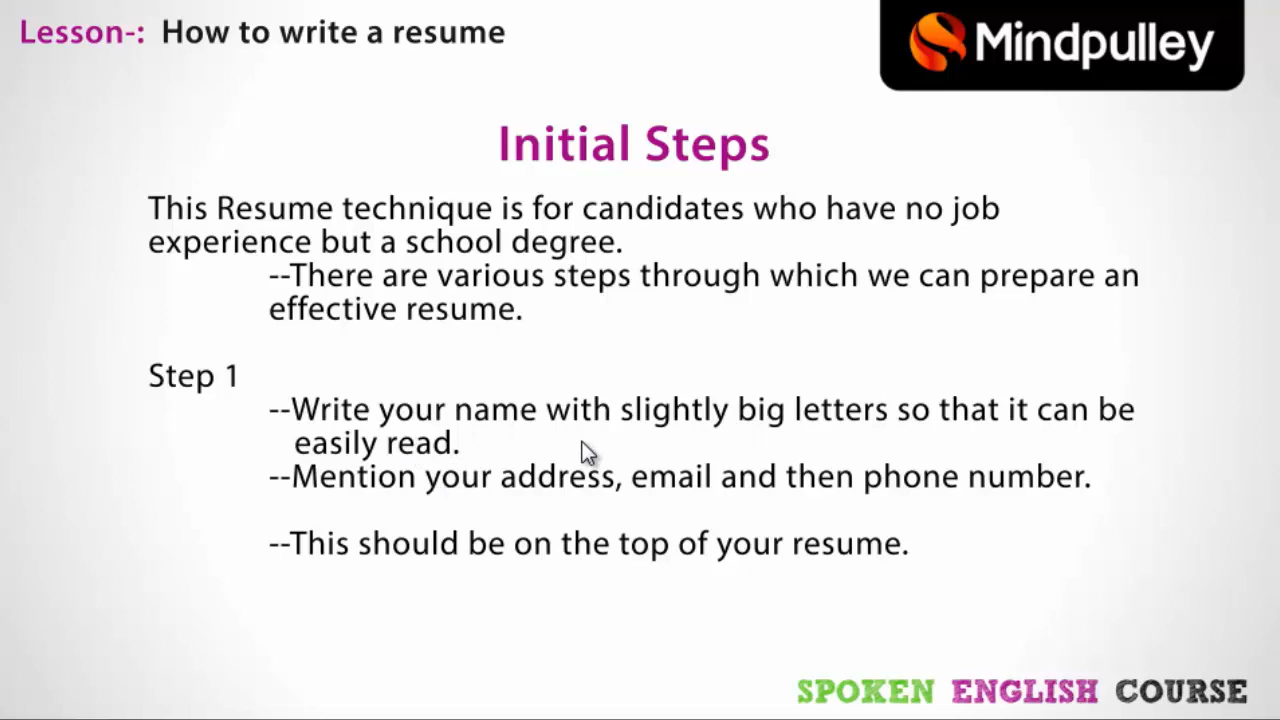 Lesson-: How to write a resume
Mindpulley
Initial Steps
This Resume technique is for candidates who have no job
experience but a school degree.
--There are various steps through which we can prepare an
effective resume.
Step 1
--Write your name with slightly big letters so that it can be
easily read.
--Mention your address, email and then phone number.
--This should be on the top of your resume.
SPOKEN ENGLISH COURSE